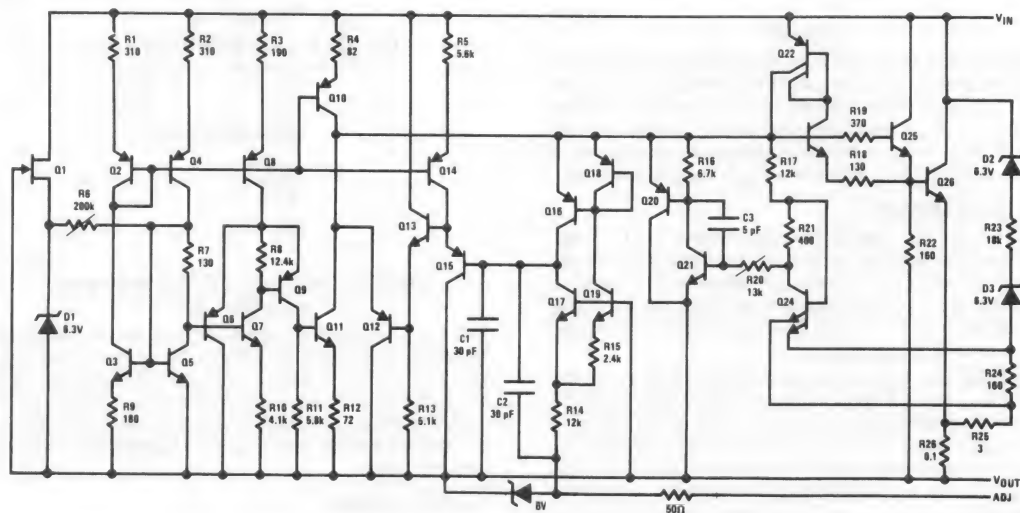 VIN
R1
310
R2
310
R3
190
R4
82
R5
5.6k
Q22
Q10
R19
370
Q25
Q1
Q2
Q4
Q8
Q14
Q18
R16
6.7k
R17
12k
R18
130
Q26
D2
6.3V
R6
200k
Q13
Q16
Q20
C3
5 pF
R21
400
R23
18k
R7
130
R8
12.4k
Q9
Q15
Q21
R20
13k
R22
160
D1
6.3V
Q6
Q7
Q11
Q12
C1
30 pF
Q17
Q19
Q24
D3
6.3V
Q3
Q5
R15
2.4k
R9
180
R10
4.1k
R11
5.8k
R12
72
R13
5.1k
C2
30 pF
R14
12k
R24
160
R26
0.1
R25
3
VOUT
8V
50Ω
ADJ